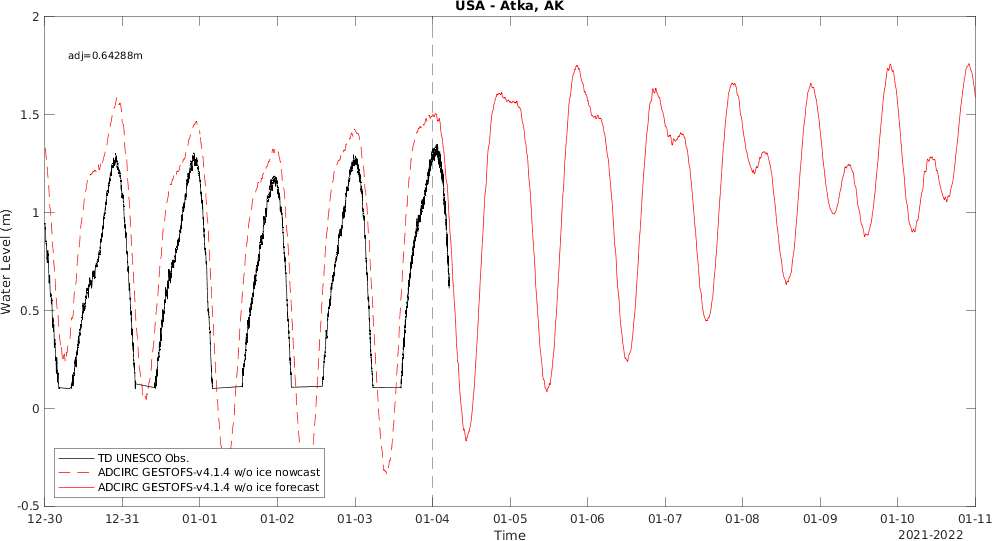 USA - Atka, AK
adj=0.64288m
Water Level (m)
2
1.5
1
0.5
0
-0.5
TD UNESCO Obs.
ADCIRC GESTOFS-v4.1.4 w/o ice nowcast
ADCIRC GESTOFS-v4.1.4 w/o ice forecast
12-30 12-31 01-01 01-02 01-03 01-04 01-05 01-06 01-07 01-08 01-09 01-10 01-11
Time
2021-2022